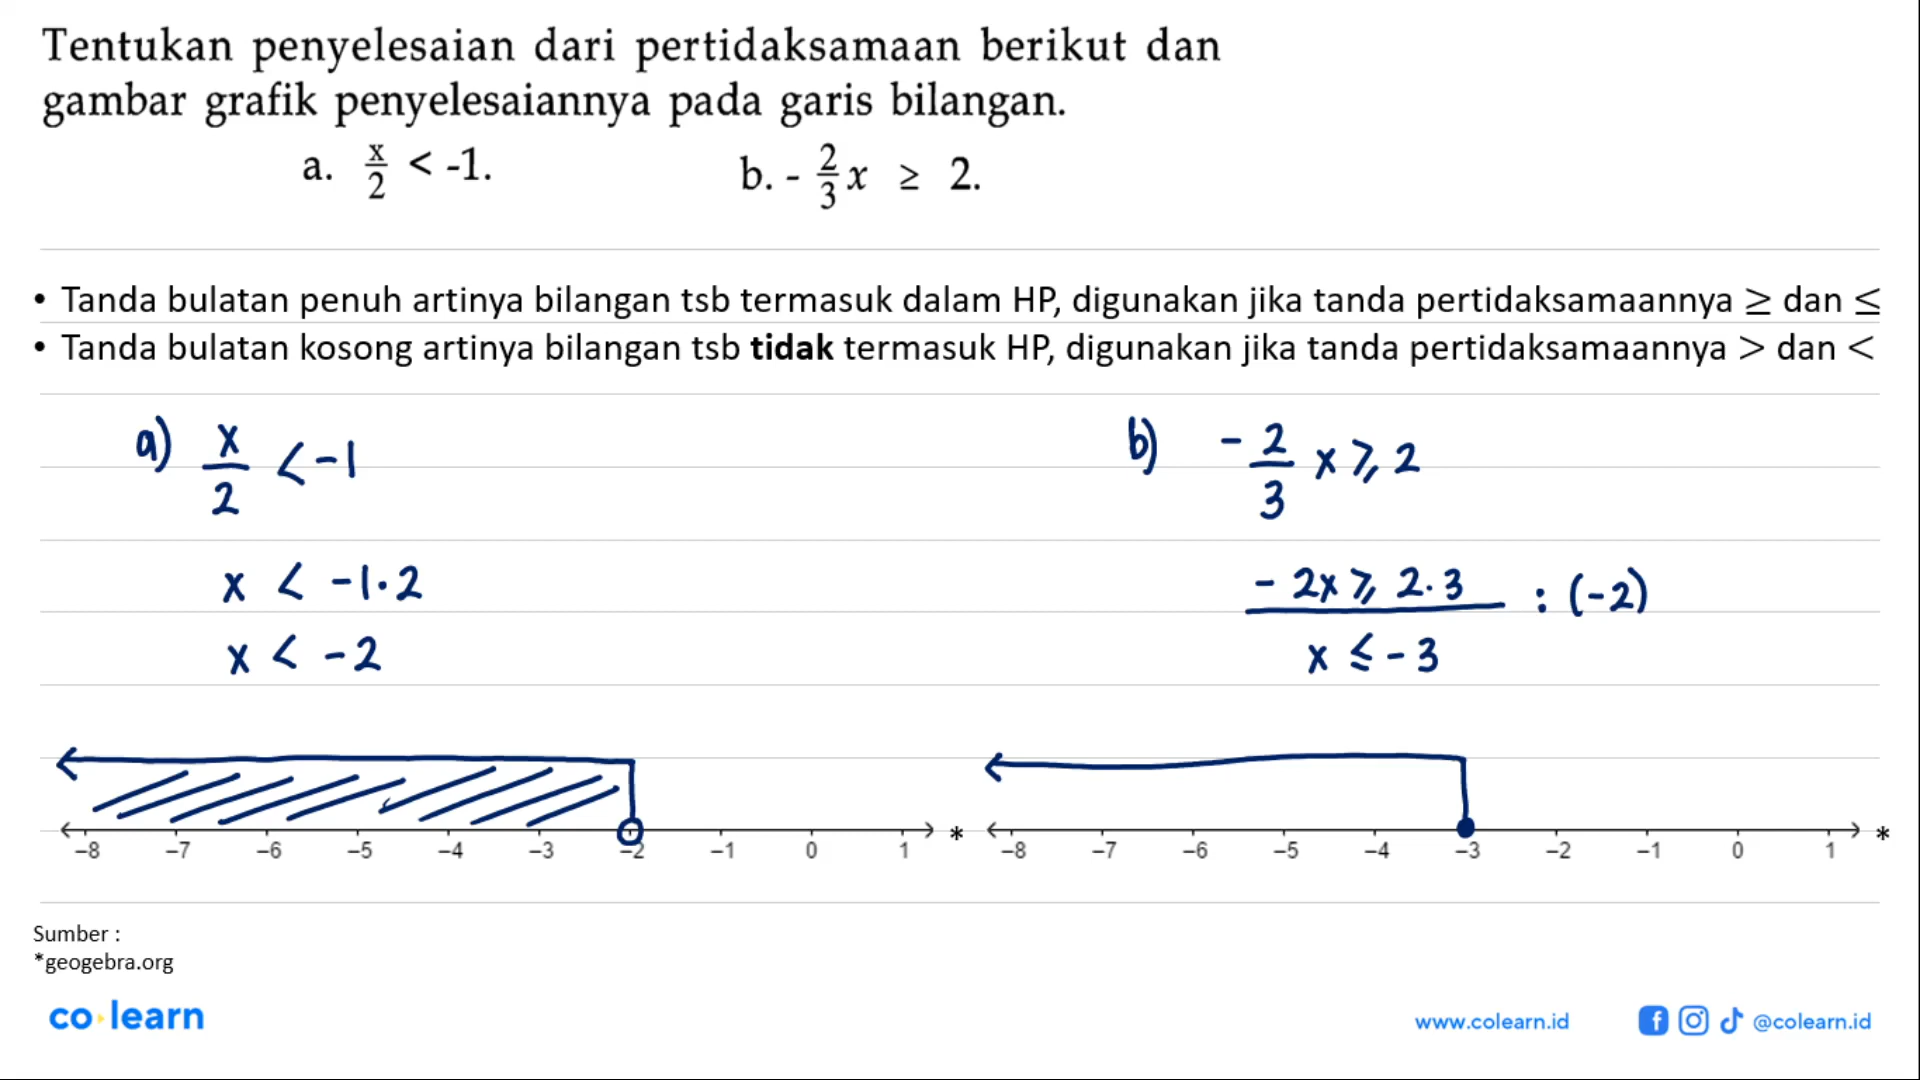 Tentukan penyelesaian dari pertidaksamaan berikut dan
gambar grafik penyelesaiannya pada garis bilangan.
a. x/2 < -1. b. - 2/3 x ≥ 2.
• Tanda bulatan penuh artinya bilangan tsb termasuk dalam HP, digunakan jika tanda pertidaksamaannya ≥ dan ≤
• Tanda bulatan kosong artinya bilangan tsb tidak termasuk HP, digunakan jika tanda pertidaksamaannya > dan <
a) x/2 < -1
x < -1·2
x < -2
b) -2/3 x ≥ 2
-2x ≥ 2.3 : (-2)
x ≤ -3
-8 -7 -6 -5 -4 -3 -2 -1 0 1 *
-8 -7 -6 -5 -4 -3 -2 -1 0 1 *
Sumber :
*geogebra.org
co learn
www.colearn.id @colearn.id